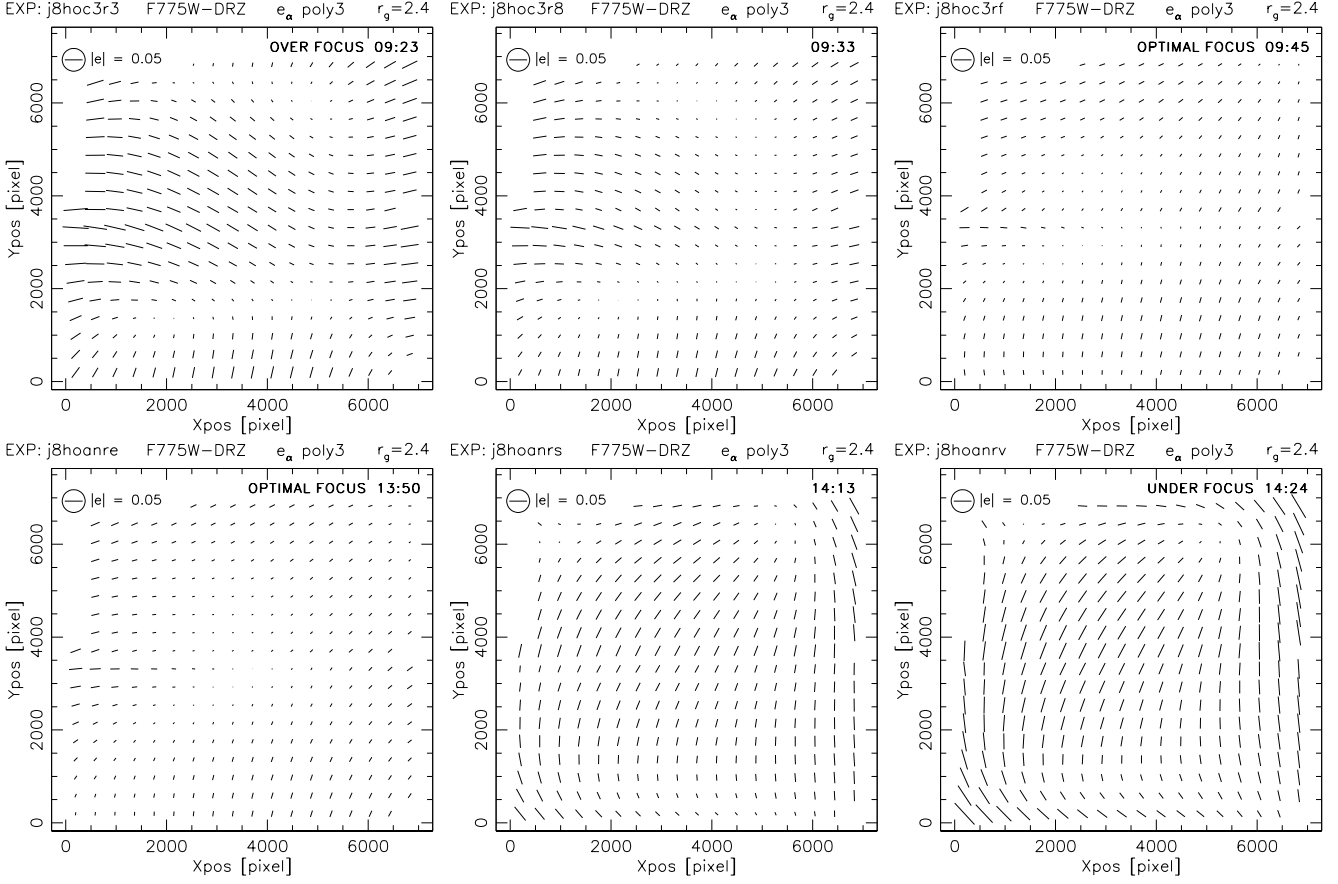 EXP: j8hoc3r3 F775W-DRZ eα poly3 rg=2.4
|e| = 0.05 OVER FOCUS 09:23
6000
4000
2000
0
Ypos [pixel]
0 2000 4000 6000
Xpos [pixel]
EXP: j8hoc3r8 F775W-DRZ eα poly3 rg=2.4
|e| = 0.05 09:33
6000
4000
2000
0
Ypos [pixel]
0 2000 4000 6000
Xpos [pixel]
EXP: j8hoc3rf F775W-DRZ eα poly3 rg=2.4
|e| = 0.05 OPTIMAL FOCUS 09:45
6000
4000
2000
0
Ypos [pixel]
0 2000 4000 6000
Xpos [pixel]
EXP: j8hoanre F775W-DRZ eα poly3 rg=2.4
|e| = 0.05 OPTIMAL FOCUS 13:50
6000
4000
2000
0
Ypos [pixel]
0 2000 4000 6000
Xpos [pixel]
EXP: j8hoanrs F775W-DRZ eα poly3 rg=2.4
|e| = 0.05 14:13
6000
4000
2000
0
Ypos [pixel]
0 2000 4000 6000
Xpos [pixel]
EXP: j8hoanrv F775W-DRZ eα poly3 rg=2.4
|e| = 0.05 UNDER FOCUS 14:24
6000
4000
2000
0
Ypos [pixel]
0 2000 4000 6000
Xpos [pixel]